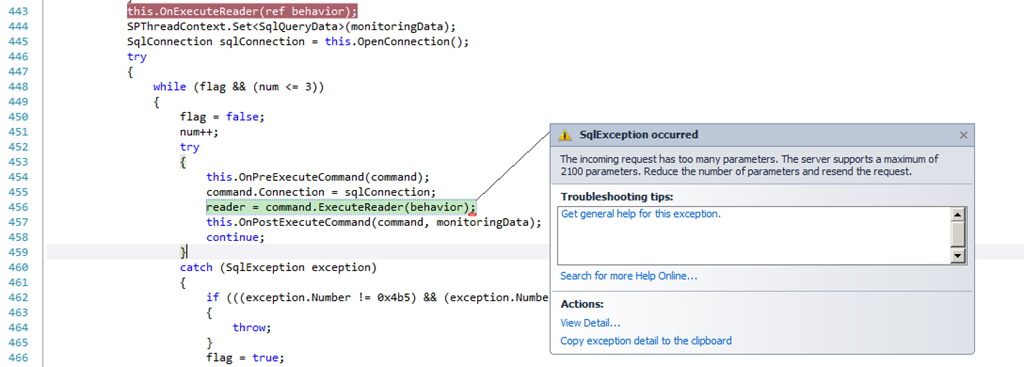 443 this.OnExecuteReader(ref behavior);
444 SPThreadContext.Set<SqlQueryData>(monitoringData);
445 SqlConnection sqlConnection = this.OpenConnection();
446 try
447 {
448 while (flag && (num <= 3))
449 {
450 flag = false;
451 num++;
452 try
453 {
454 this.OnPreExecuteCommand(command);
455 command.Connection = sqlConnection;
456 reader = command.ExecuteReader(behavior);
457 this.OnPostExecuteCommand(command, monitoringData);
458 continue;
459 }
460 catch (SqlException exception)
461 {
462 if (((exception.Number != 0x4b5) && (exception.Numbe
463 {
464 throw;
465 }
466 flag = true;
SqlException occurred
The incoming request has too many parameters. The server supports a maximum of
2100 parameters. Reduce the number of parameters and resend the request.
Troubleshooting tips:
Get general help for this exception.
Search for more Help Online...
Actions:
View Detail...
Copy exception detail to the clipboard